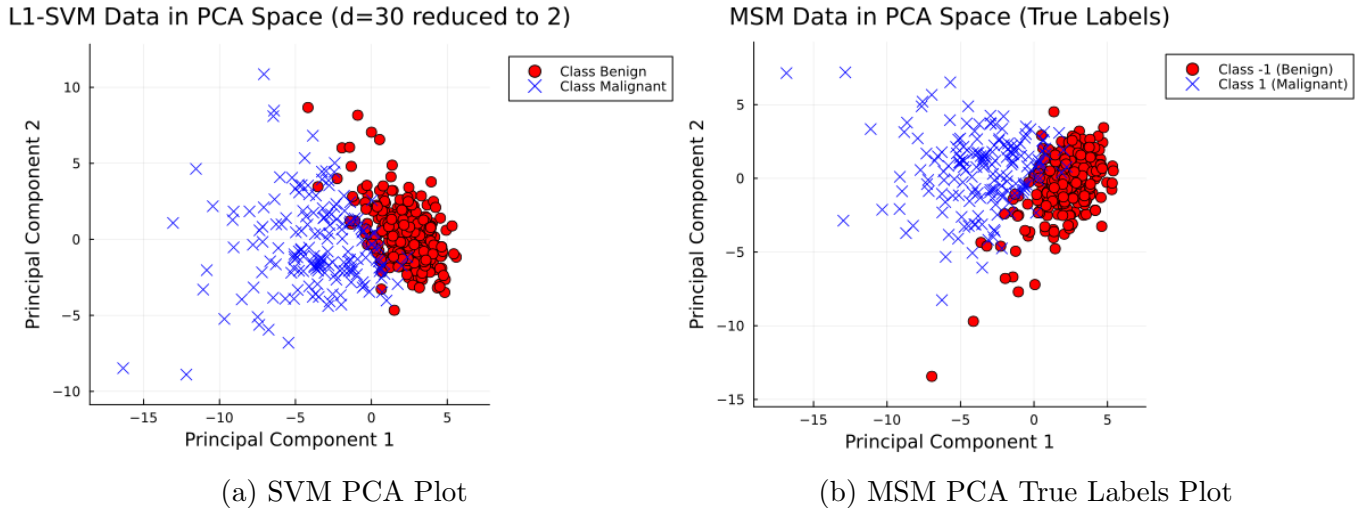 L1-SVM Data in PCA Space (d=30 reduced to 2)
Class Benign
Class Malignant
10
5
0
−5
−10
Principal Component 2
−15
−10
−5
0
5
Principal Component 1
(a) SVM PCA Plot
MSM Data in PCA Space (True Labels)
Class -1 (Benign)
Class 1 (Malignant)
5
0
−5
−10
−15
Principal Component 2
−15
−10
−5
0
5
Principal Component 1
(b) MSM PCA True Labels Plot